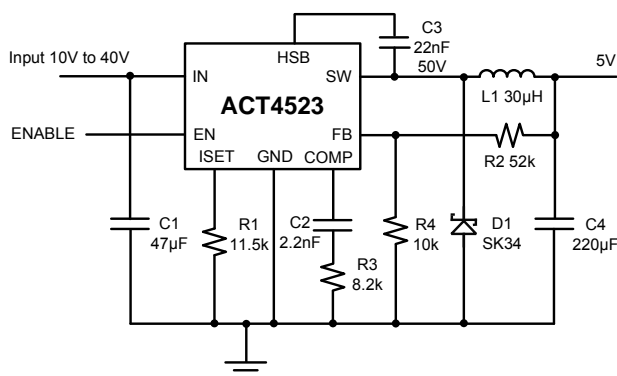 C3
22nF
HSB
Input 10V to 40V
IN
SW
50V
5V
L1 30µH
ACT4523
ENABLE
EN
FB
R2 52k
ISET
GND
COMP
C1
47µF
R1
11.5k
C2
2.2nF
R3
8.2k
R4
10k
D1
SK34
C4
220µF